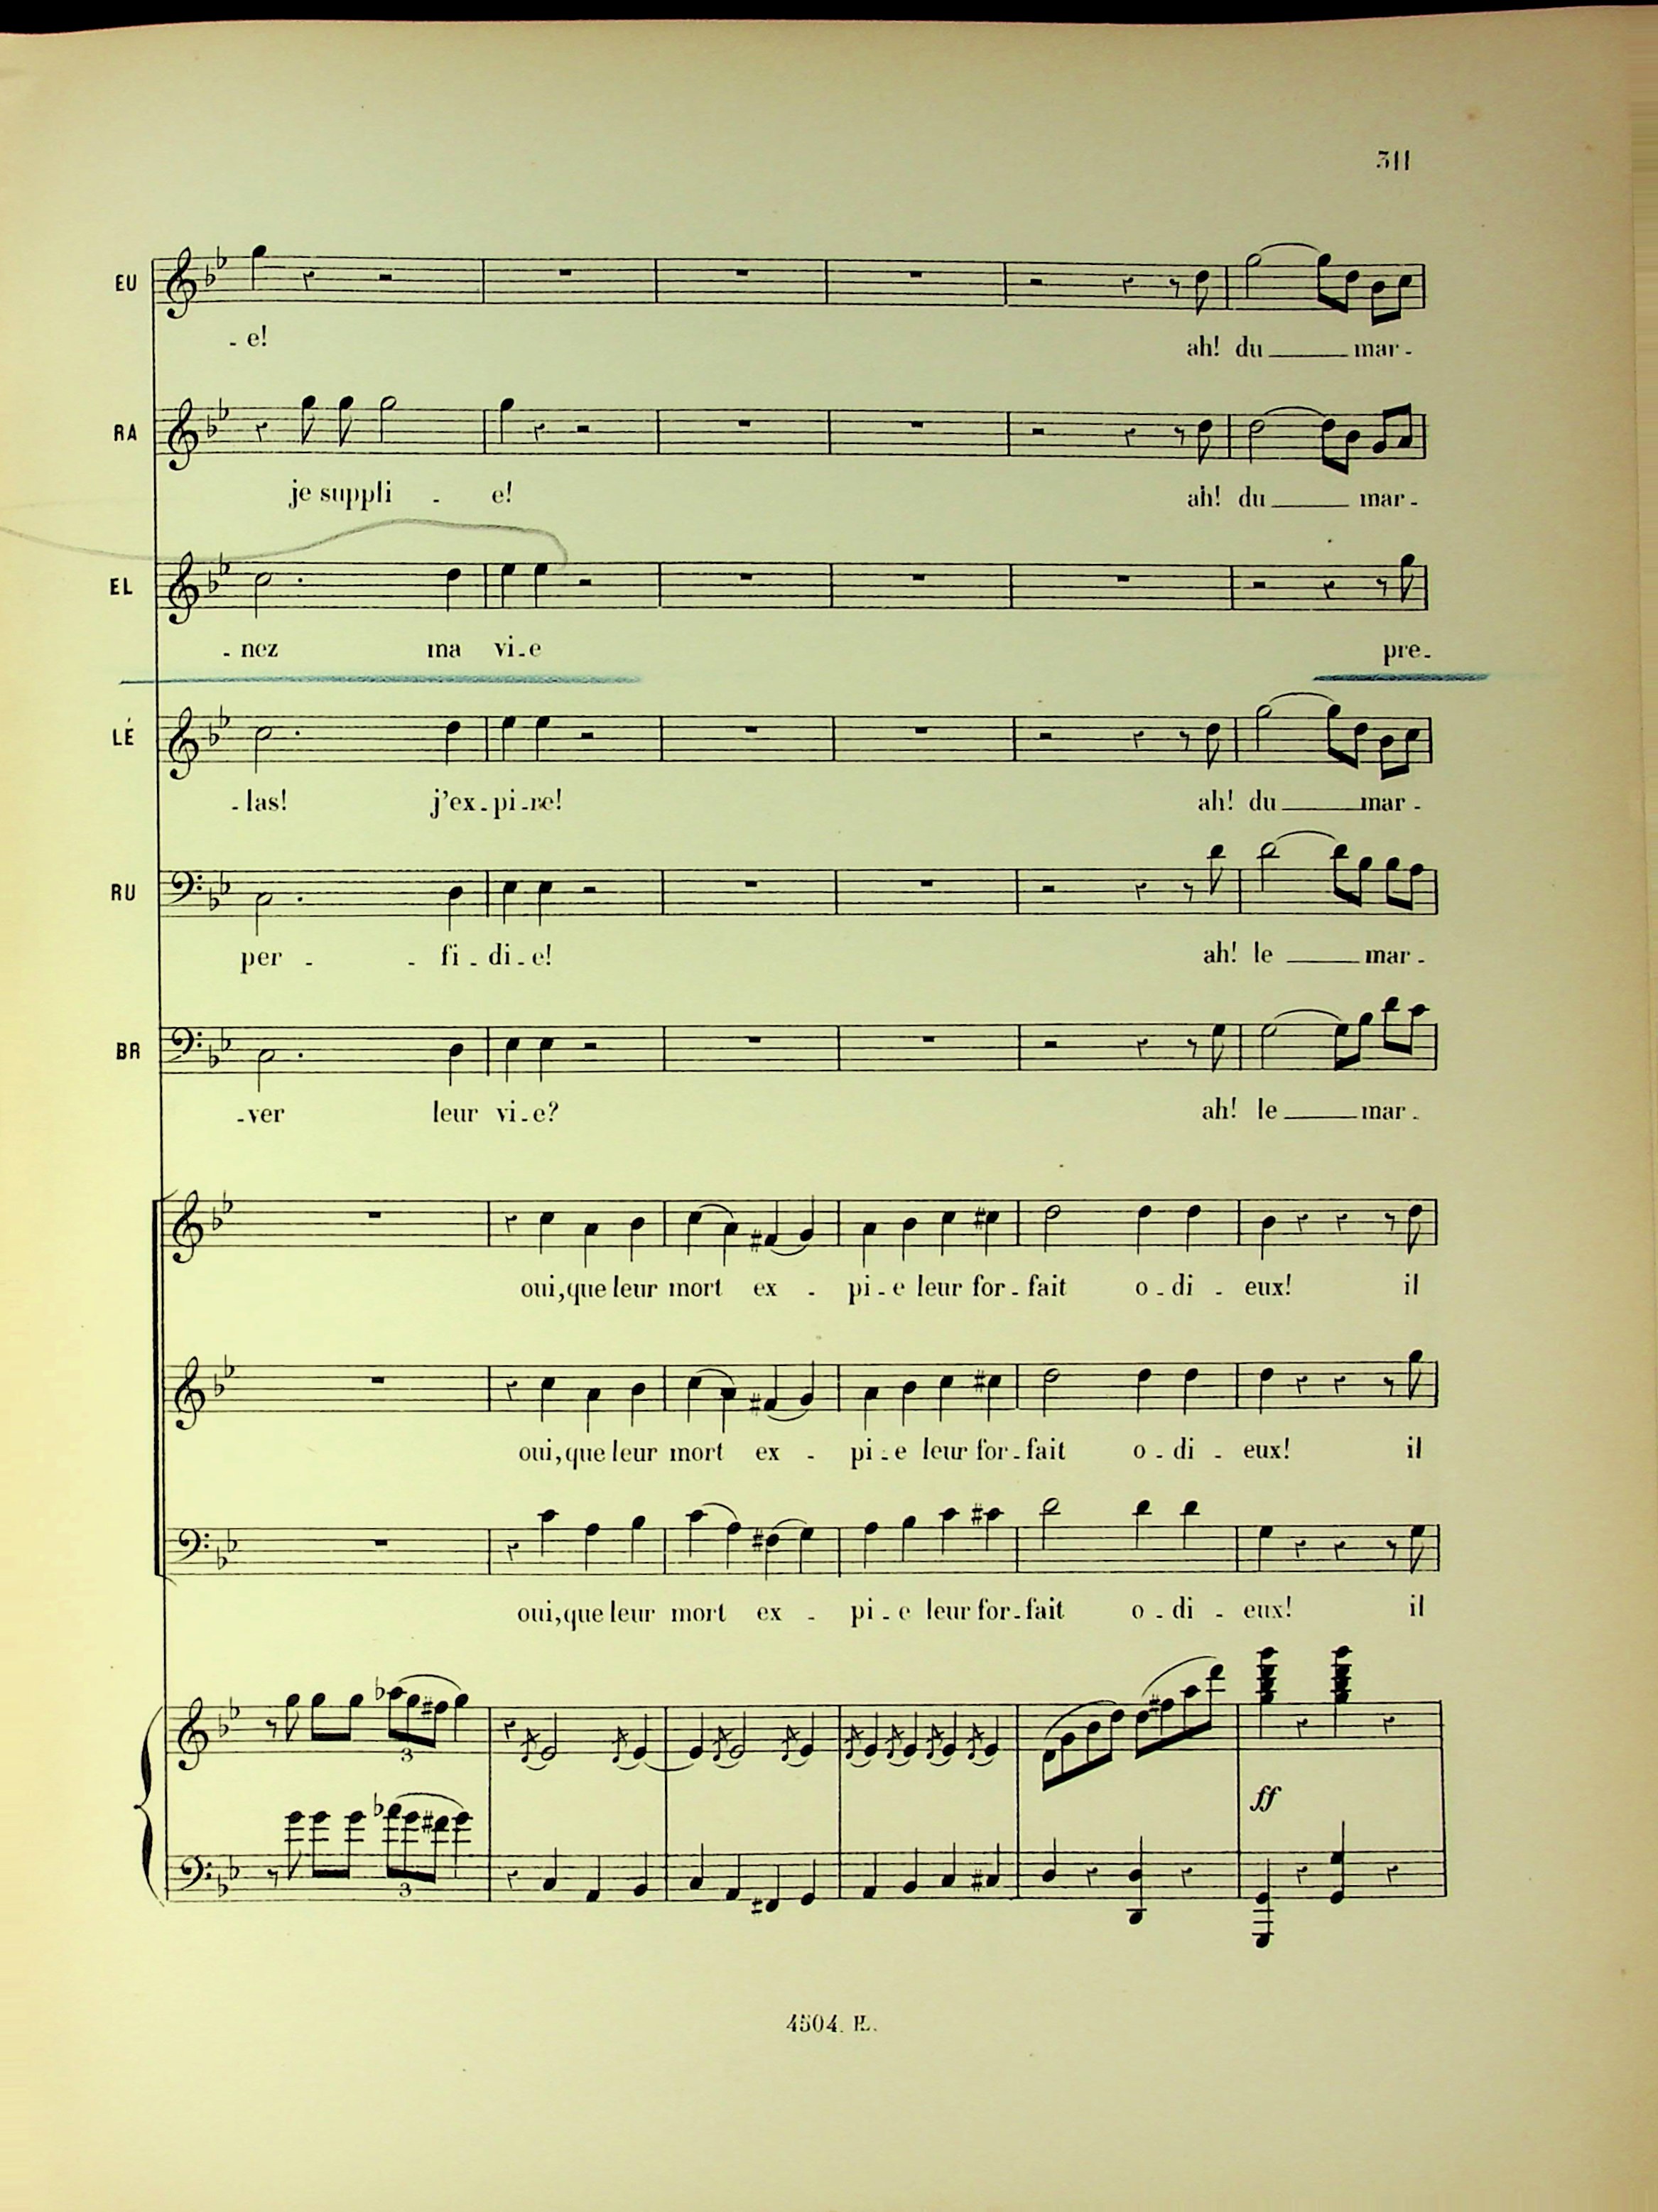 311
EU
- e! ah! du mar-
RA
je suppli - e! ah! du mar-
EL
- nez ma vi-e pre-
LÉ
- las! j'ex-pi-re! ah! du mar-
RU
per - - fi-di-e! ah! le mar-
BR
-ver leur vi-e? ah! le mar-
oui, que leur mort ex - pi-e leur for-fait o-di - eux! il
oui, que leur mort ex - pi-e leur for-fait o-di - eux! il
oui, que leur mort ex - pi-e leur for-fait o-di - eux! il
3
ff
3
4504. H.